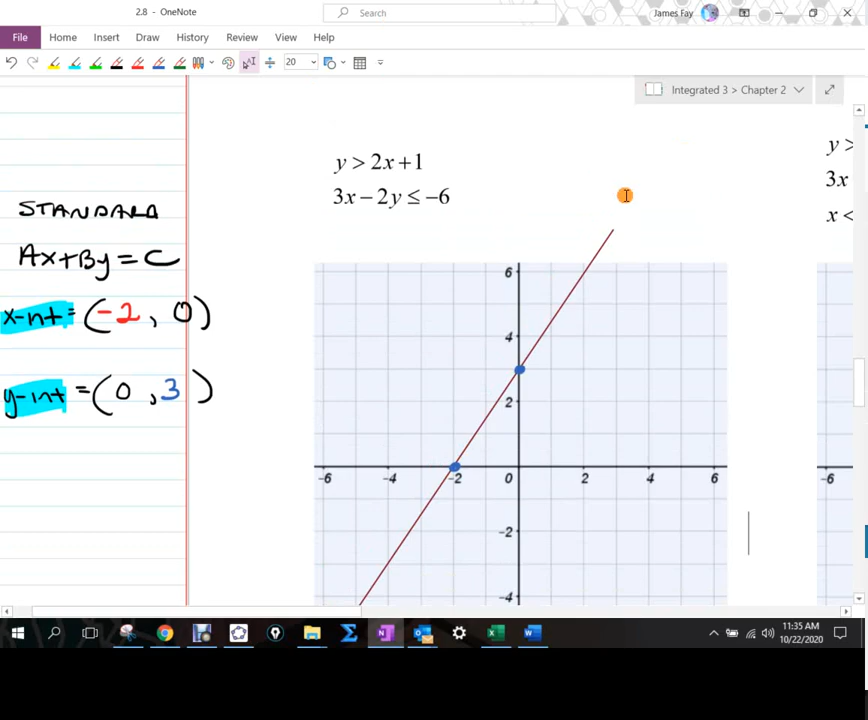 2.8 - OneNote
Search
James Fay
File Home Insert Draw History Review View Help
20
Integrated 3 > Chapter 2
y > 2x + 1
3x − 2y ≤ −6
y >
3x
x <
STANDARD
Ax+By = C
x-nt = (-2, 0)
y-int = (0, 3)
6
4
2
-6 -4 -2 0 2 4 6
-2
-4
-6
11:35 AM
10/22/2020